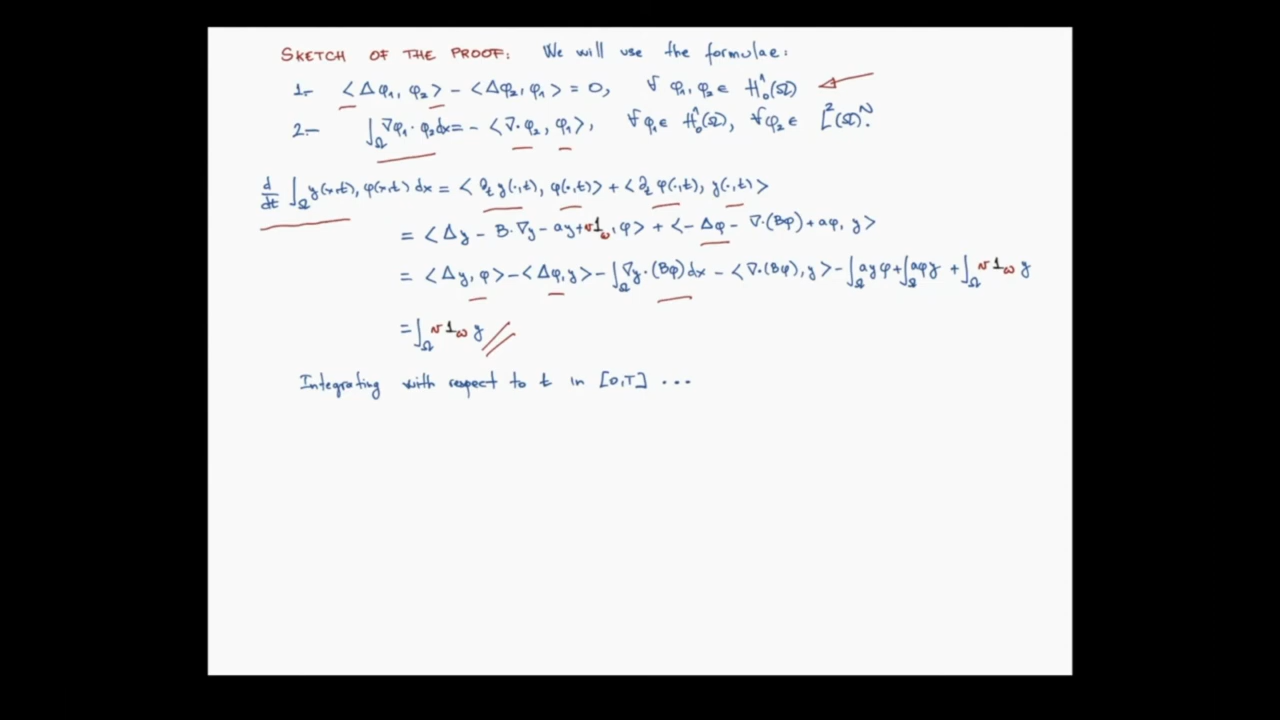 SKETCH OF THE PROOF: We will use the formulae:
1.- <Δφ₁, φ₂> - <Δφ₂, φ₁> = 0, ∀ φ₁, φ₂ ∈ H¹₀(Ω)
2.- ∫_Ω ∇φ₁ · φ₂ dx = - <∇·φ₂, φ₁>, ∀ φ₁ ∈ H¹₀(Ω), ∀ φ₂ ∈ L²(Ω)ᴺ.
d/dt ∫_Ω y(x,t), φ(x,t) dx = <∂ₜ y(·,t), φ(·,t)> + <∂ₜ φ(·,t), y(·,t)>
= <Δy - B·∇y - ay + v1_ω, φ> + <-Δφ - ∇·(Bφ) + aφ, y>
= <Δy, φ> - <Δφ, y> - ∫_Ω ∇y·(Bφ) dx - <∇·(Bφ), y> - ∫_Ω ayφ + ∫_Ω aφy + ∫_Ω v1_ω y
= ∫_Ω v1_ω y
Integrating with respect to t in [0,T] ...